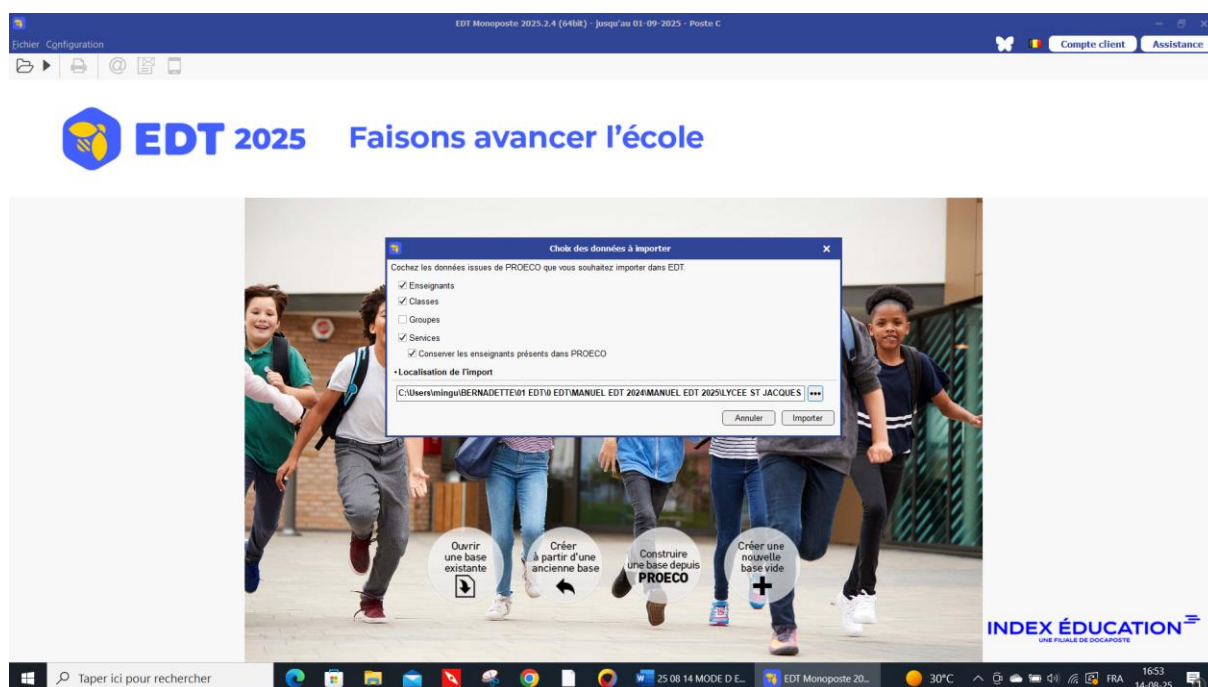 EDT Monoposte 2025.2.4 (64bit) - jusqu'au 01-09-2025 - Poste C
Fichier Configuration
Compte client
Assistance
EDT 2025 Faisons avancer l'école
Choix des données à importer
Cochez les données issues de PROECO que vous souhaitez importer dans EDT.
Enseignants
Classes
Groupes
Services
Conserver les enseignants présents dans PROECO
Localisation de l'import
C:\Users\mingu\BERNADETTE\01 EDT\0 EDT\MANUEL EDT 2024\MANUEL EDT 2025\LYCEE ST JACQUES
Annuler Importer
Ouvrir
une base
existante
Créer
à partir d'une
ancienne base
Construire
une base depuis
PROECO
Créer une
nouvelle
base vide
INDEX ÉDUCATION
UNE FILIALE DE DOCAPOSTE
Taper ici pour rechercher
25 08 14 MODE D E...
EDT Monoposte 20...
30°C
FRA
16:53
14-08-25